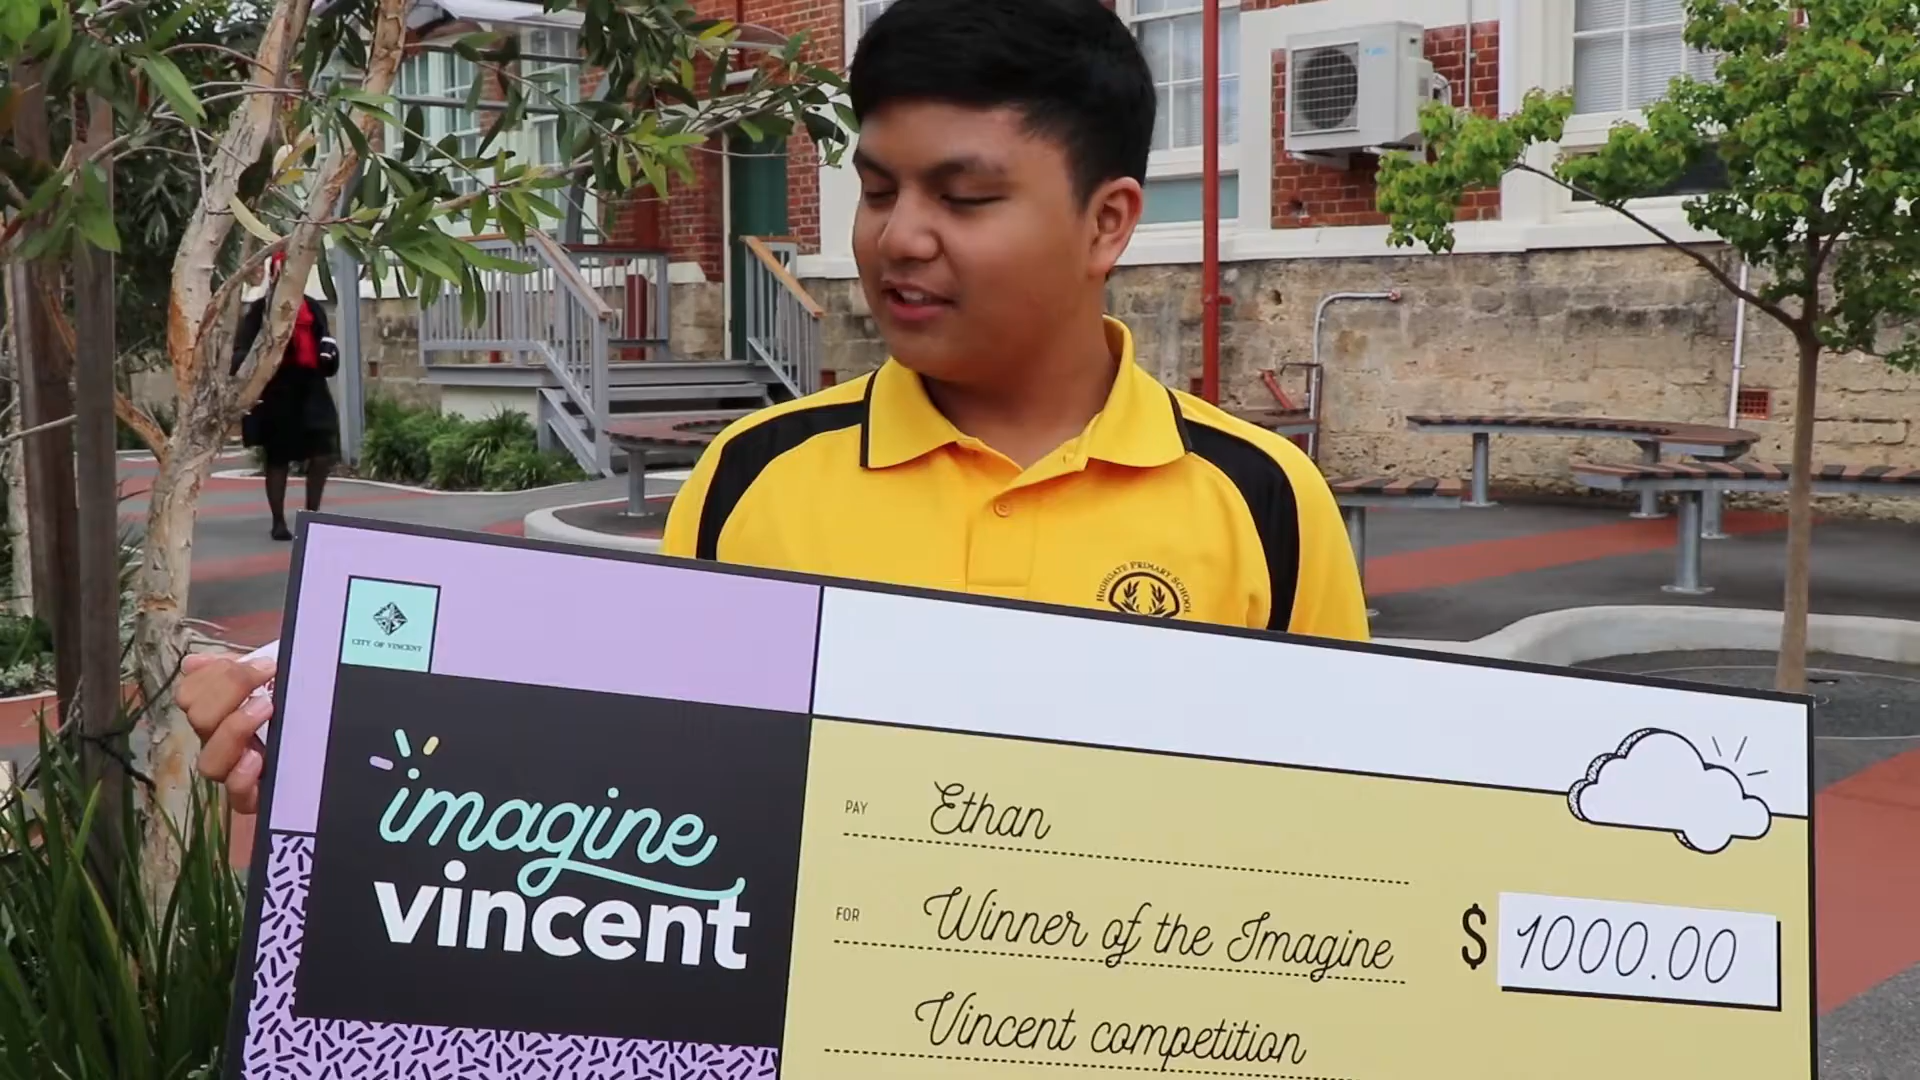 HIGHGATE PRIMARY SCHOOL
CITY OF VINCENT
imagine
vincent
PAY Ethan
FOR Winner of the Imagine
Vincent competition
$ 1000.00